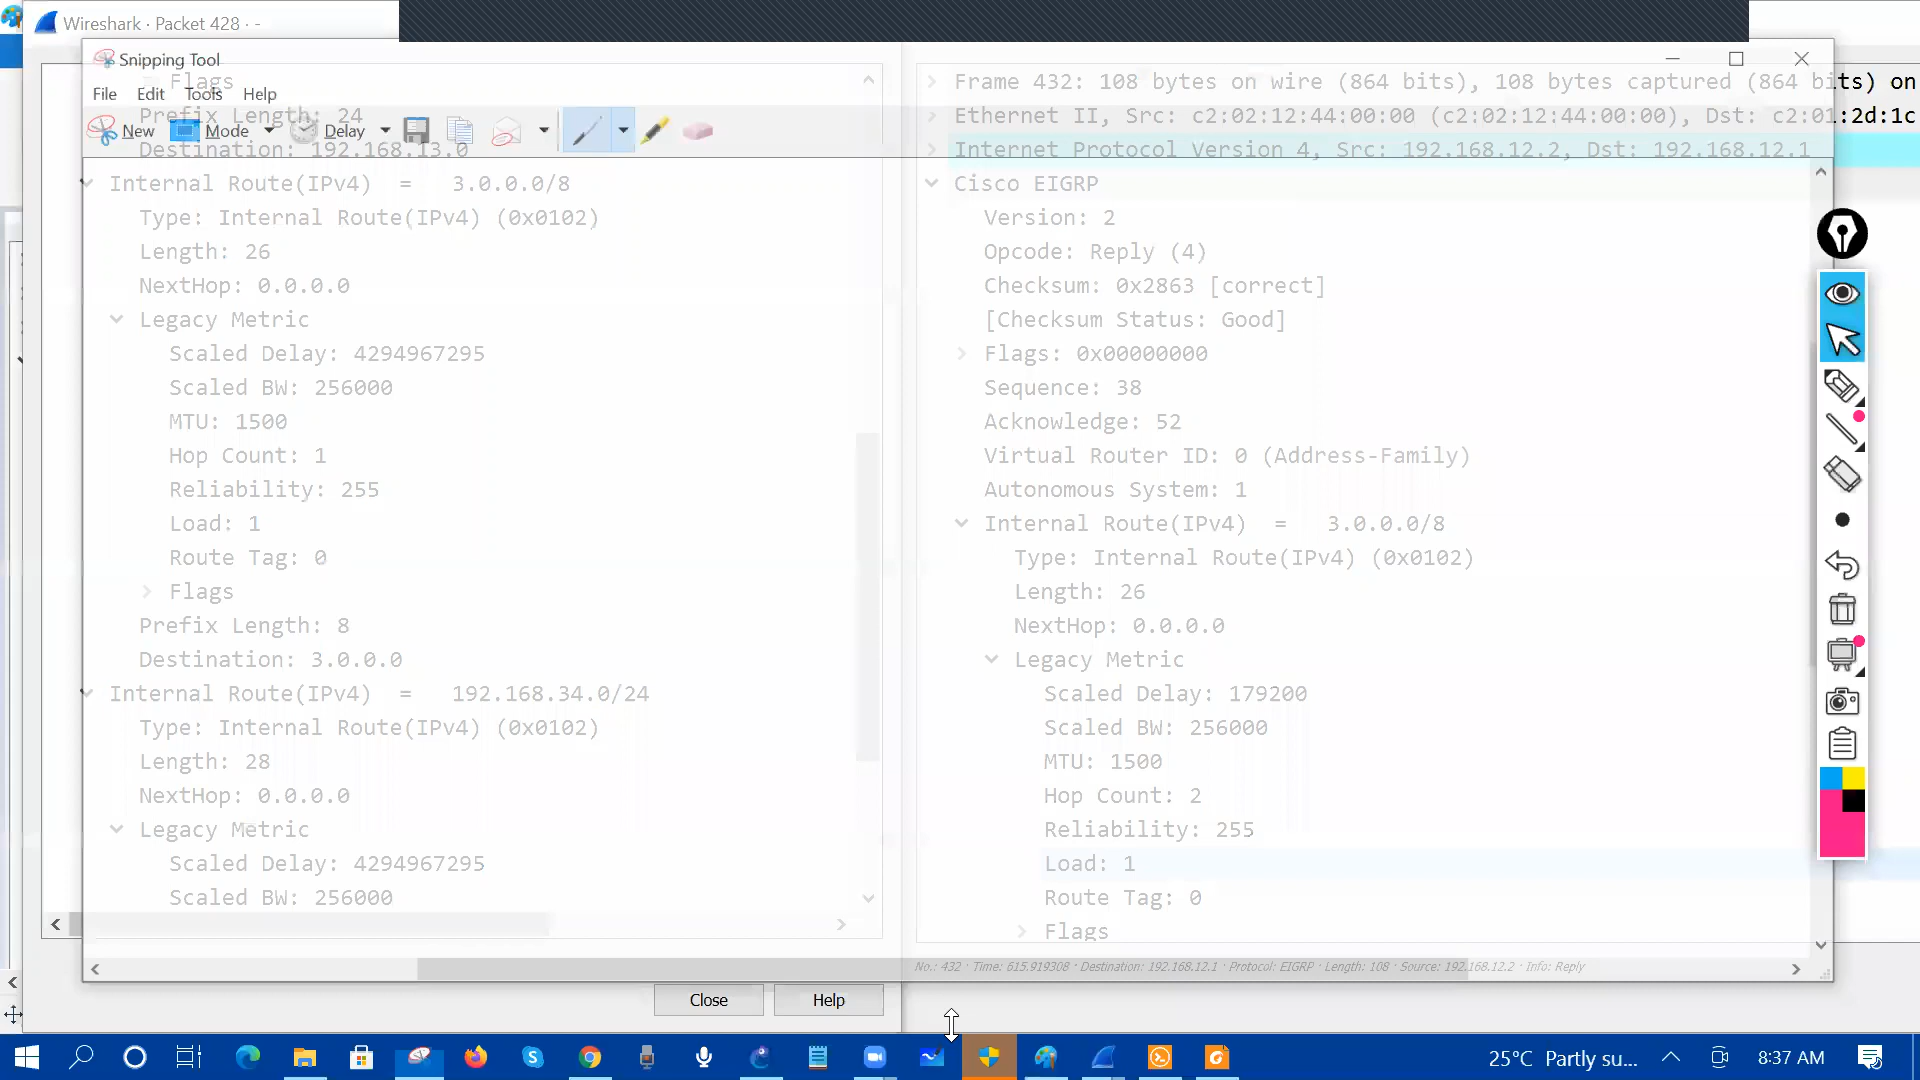 Wireshark · Packet 428 · -
Snipping Tool
File Edit Tools Help
New Mode Delay
Flags
Prefix Length: 24
Destination: 192.168.13.0
Internal Route(IPv4) = 3.0.0.0/8
Type: Internal Route(IPv4) (0x0102)
Length: 26
NextHop: 0.0.0.0
Legacy Metric
Scaled Delay: 4294967295
Scaled BW: 256000
MTU: 1500
Hop Count: 1
Reliability: 255
Load: 1
Route Tag: 0
Flags
Prefix Length: 8
Destination: 3.0.0.0
Internal Route(IPv4) = 192.168.34.0/24
Type: Internal Route(IPv4) (0x0102)
Length: 28
NextHop: 0.0.0.0
Legacy Metric
Scaled Delay: 4294967295
Scaled BW: 256000
Close Help
Frame 432: 108 bytes on wire (864 bits), 108 bytes captured (864 bits) on
Ethernet II, Src: c2:02:12:44:00:00 (c2:02:12:44:00:00), Dst: c2:01:2d:1c
Internet Protocol Version 4, Src: 192.168.12.2, Dst: 192.168.12.1
Cisco EIGRP
Version: 2
Opcode: Reply (4)
Checksum: 0x2863 [correct]
[Checksum Status: Good]
Flags: 0x00000000
Sequence: 38
Acknowledge: 52
Virtual Router ID: 0 (Address-Family)
Autonomous System: 1
Internal Route(IPv4) = 3.0.0.0/8
Type: Internal Route(IPv4) (0x0102)
Length: 26
NextHop: 0.0.0.0
Legacy Metric
Scaled Delay: 179200
Scaled BW: 256000
MTU: 1500
Hop Count: 2
Reliability: 255
Load: 1
Route Tag: 0
Flags
No.: 432 · Time: 615.919308 · Destination: 192.168.12.1 · Protocol: EIGRP · Length: 108 · Source: 192.168.12.2 · Info: Reply
25°C Partly su... 8:37 AM